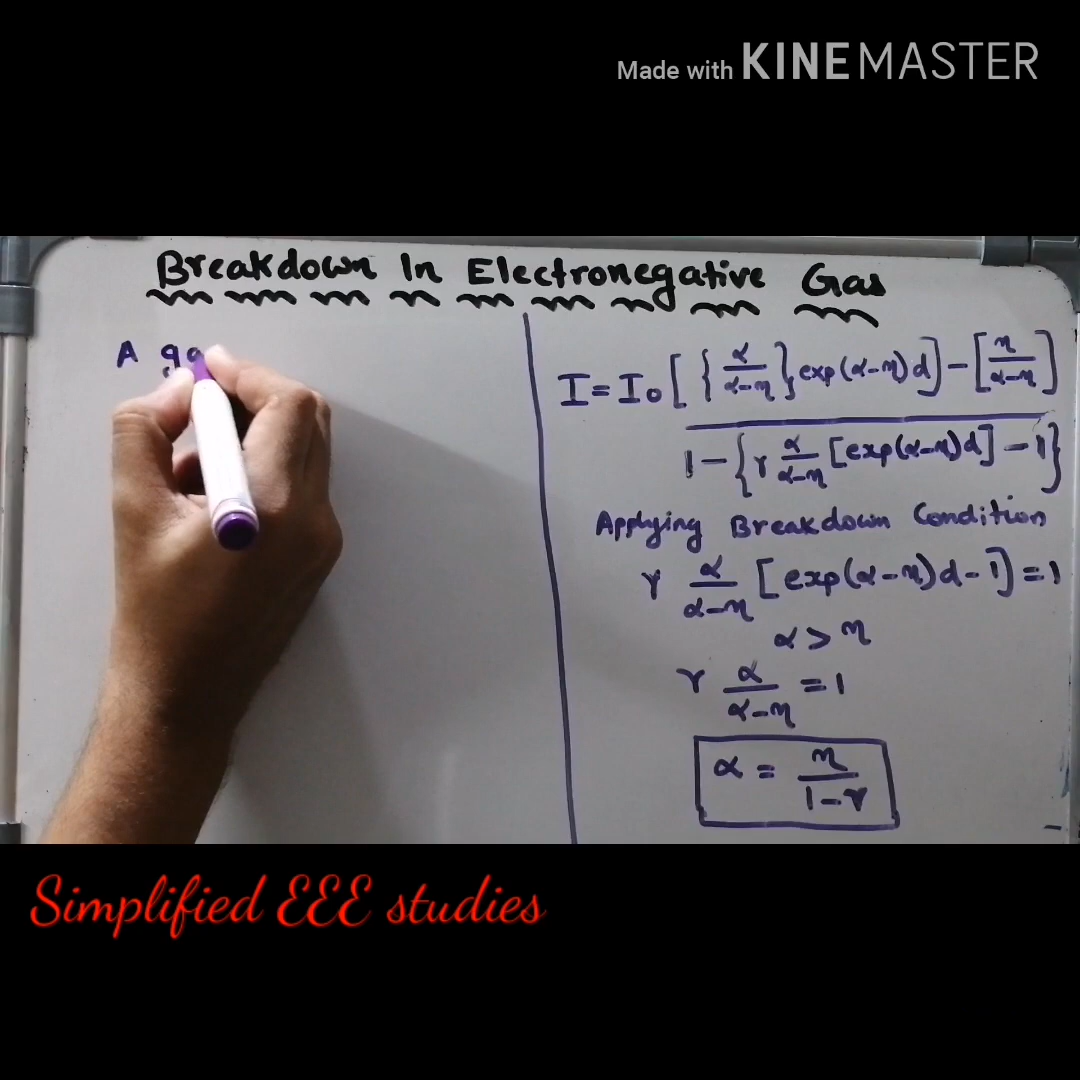 Made with KINEMASTER
Breakdown In Electronegative Gas
A ga
I = I₀ [ { α / α-η } exp(α-η)d ] - [ η / α-η ]
1 - { γ α / α-η [exp(α-η)d] - 1 }
Applying Breakdown Condition
γ α / α-η [exp(α-η)d-1] = 1
α > η
γ α / α-η = 1
α = η / 1-γ
Simplified EEE studies